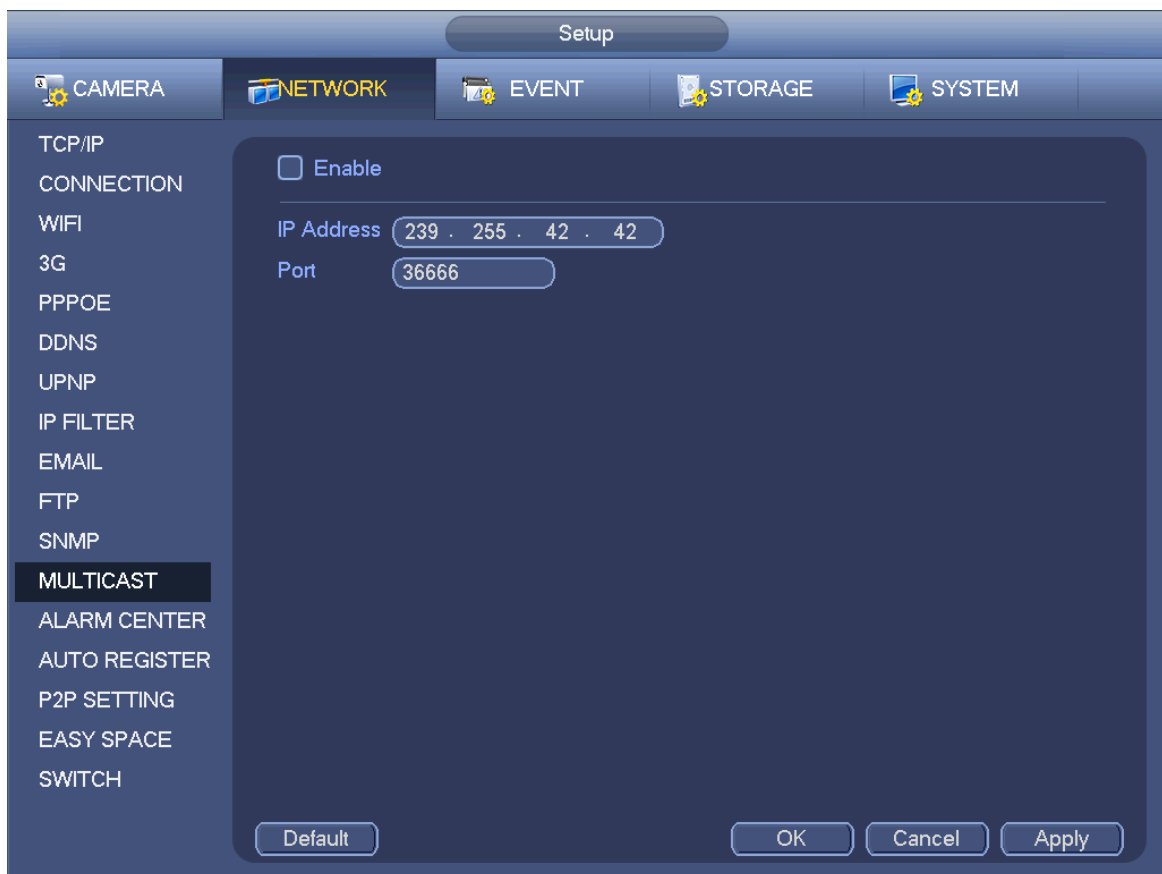 Setup
CAMERA NETWORK EVENT STORAGE SYSTEM
TCP/IP
CONNECTION
WIFI
3G
PPPOE
DDNS
UPNP
IP FILTER
EMAIL
FTP
SNMP
MULTICAST
ALARM CENTER
AUTO REGISTER
P2P SETTING
EASY SPACE
SWITCH
Enable
IP Address 239 . 255 . 42 . 42
Port 36666
Default OK Cancel Apply